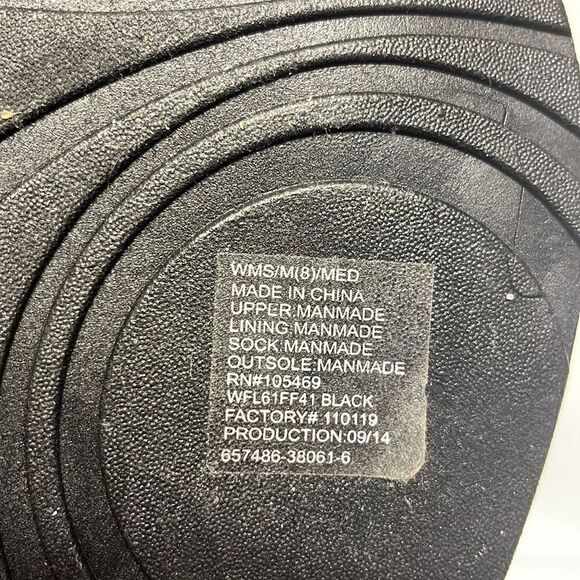 WMS/M(8)/MED
MADE IN CHINA
UPPER:MANMADE
LINING:MANMADE
SOCK:MANMADE
OUTSOLE:MANMADE
RN#105469
WFL61FF41 BLACK
FACTORY# 110119
PRODUCTION:09/14
657486-38061-6